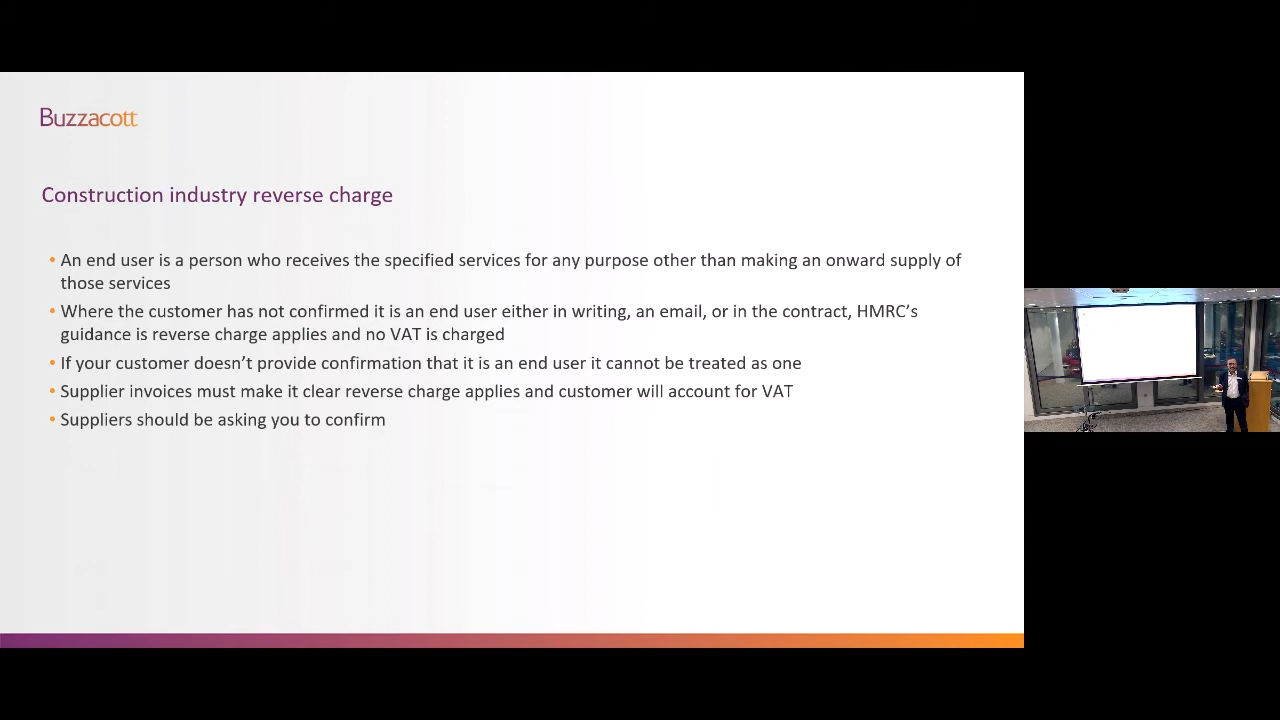 Buzzacott
Construction industry reverse charge
• An end user is a person who receives the specified services for any purpose other than making an onward supply of
those services
• Where the customer has not confirmed it is an end user either in writing, an email, or in the contract, HMRC’s
guidance is reverse charge applies and no VAT is charged
• If your customer doesn’t provide confirmation that it is an end user it cannot be treated as one
• Supplier invoices must make it clear reverse charge applies and customer will account for VAT
• Suppliers should be asking you to confirm